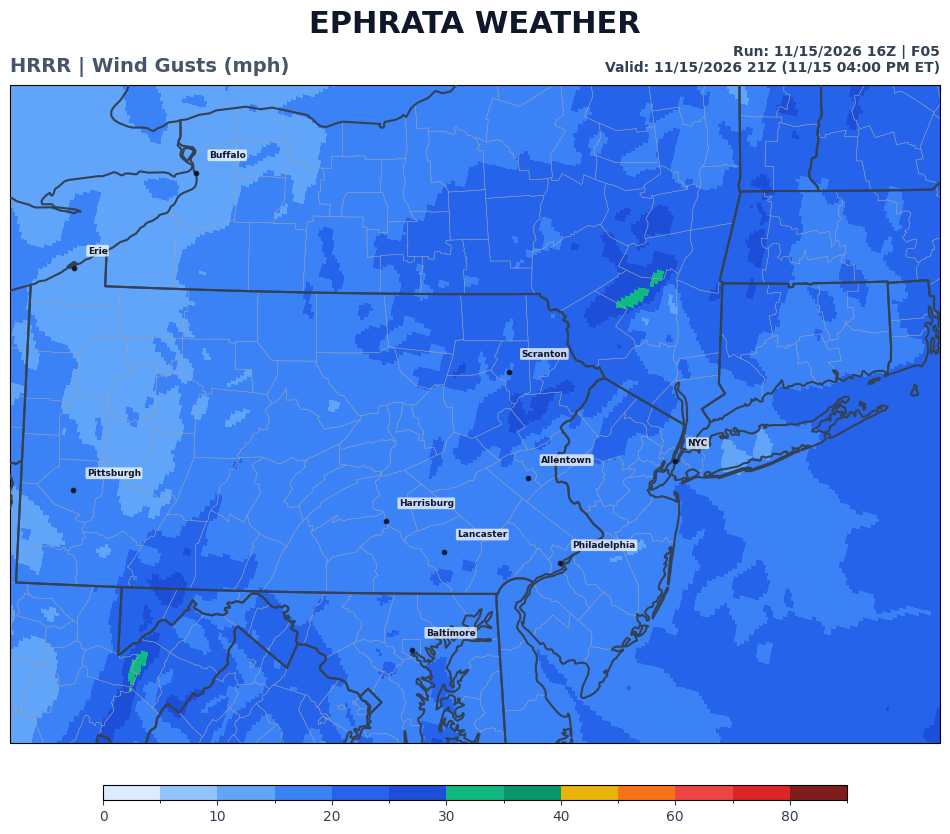 EPHRATA WEATHER
HRRR | Wind Gusts (mph)
Run: 11/15/2026 16Z | F05
Valid: 11/15/2026 21Z (11/15 04:00 PM ET)
Buffalo
Erie
Scranton
NYC
Allentown
Pittsburgh
Harrisburg
Lancaster
Philadelphia
Baltimore
0 10 20 30 40 50 60 70 80